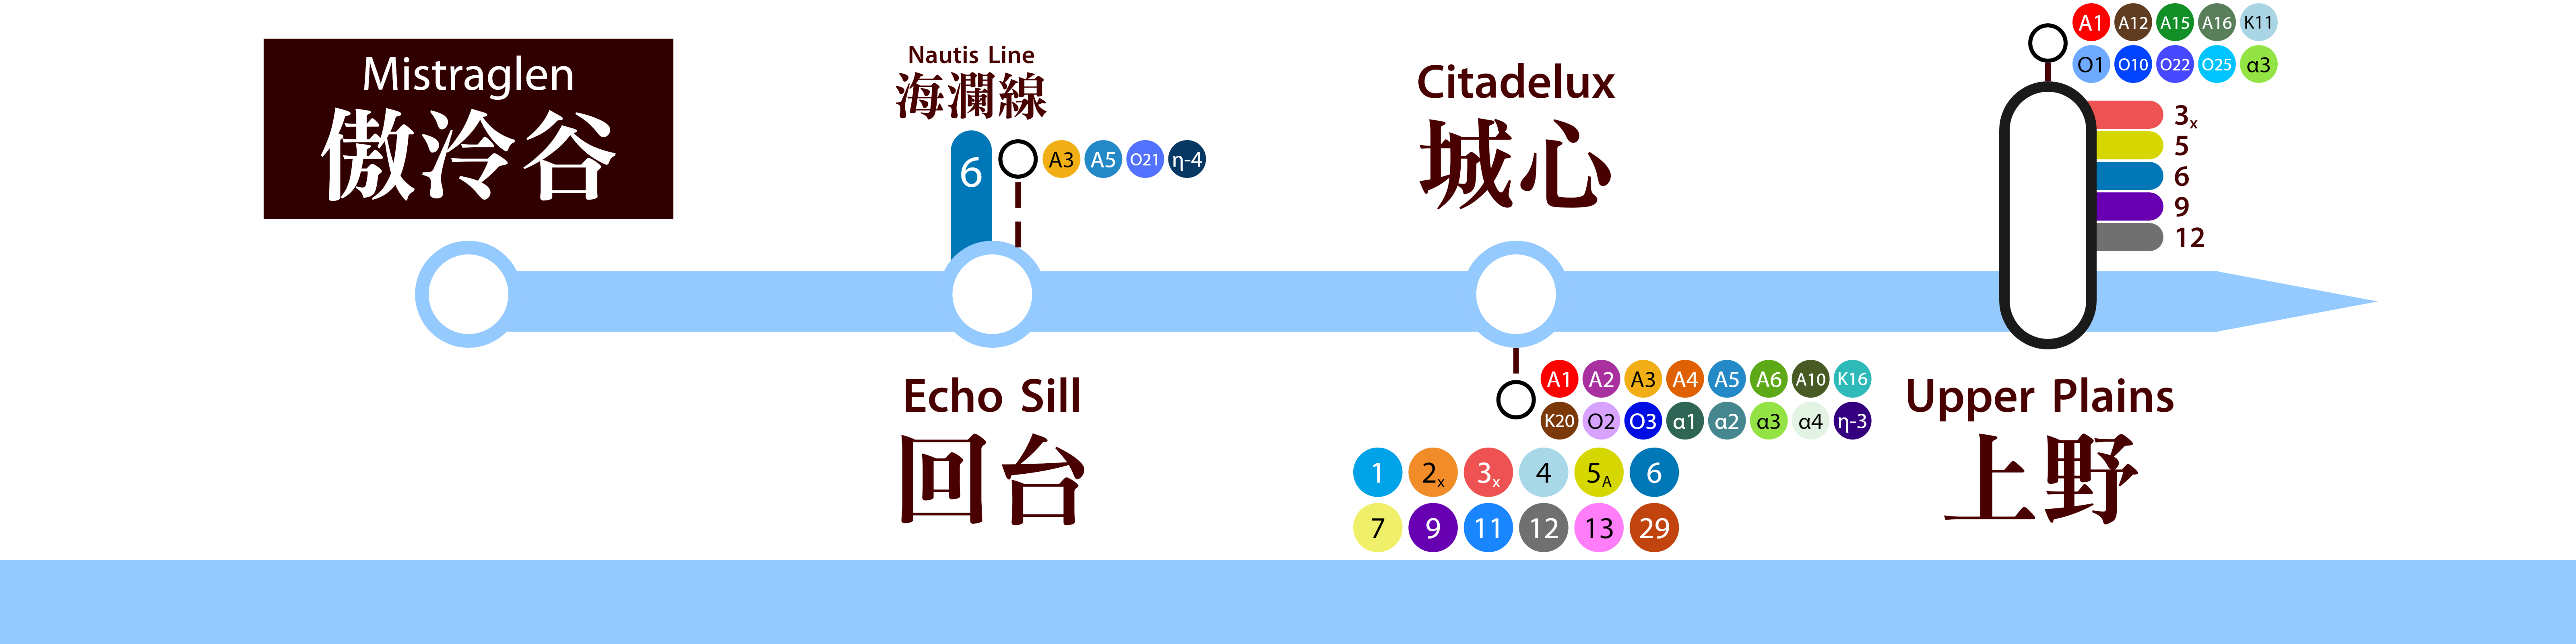 Mistraglen
傲泠谷
Nautis Line
海瀾線
6
A3 A5 O21 η-4
Echo Sill
回台
Citadelux
城心
A1 A2 A3 A4 A5 A6 A10 K16
K20 O2 O3 α1 α2 α3 α4 η-3
1 2x 3x 4 5A 6
7 9 11 12 13 29
A1 A12 A15 A16 K11
O1 O10 O22 O25 α3
3x
5
6
9
12
Upper Plains
上野